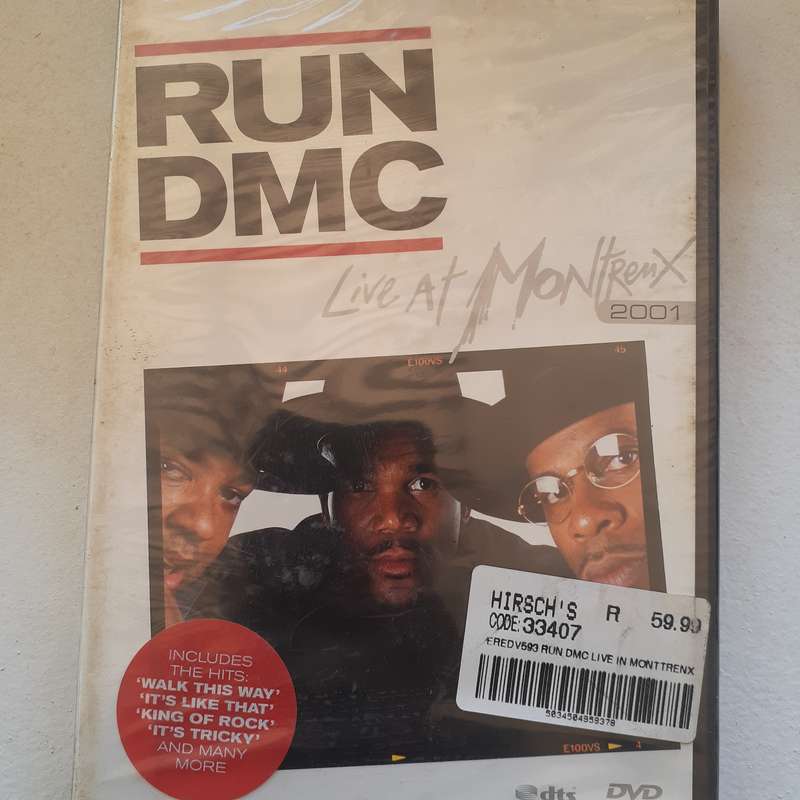 RUN
DMC
Live At Montreux
2001
44
E100VS
45
HIRSCH'S R 59.99
CODE: 33407
EREDV593 RUN DMC LIVE IN MONTTRENX
5034504959378
INCLUDES
THE HITS:
'WALK THIS WAY'
'IT'S LIKE THAT'
'KING OF ROCK'
'IT'S TRICKY'
AND MANY
MORE
E100VS 4
dts DVD